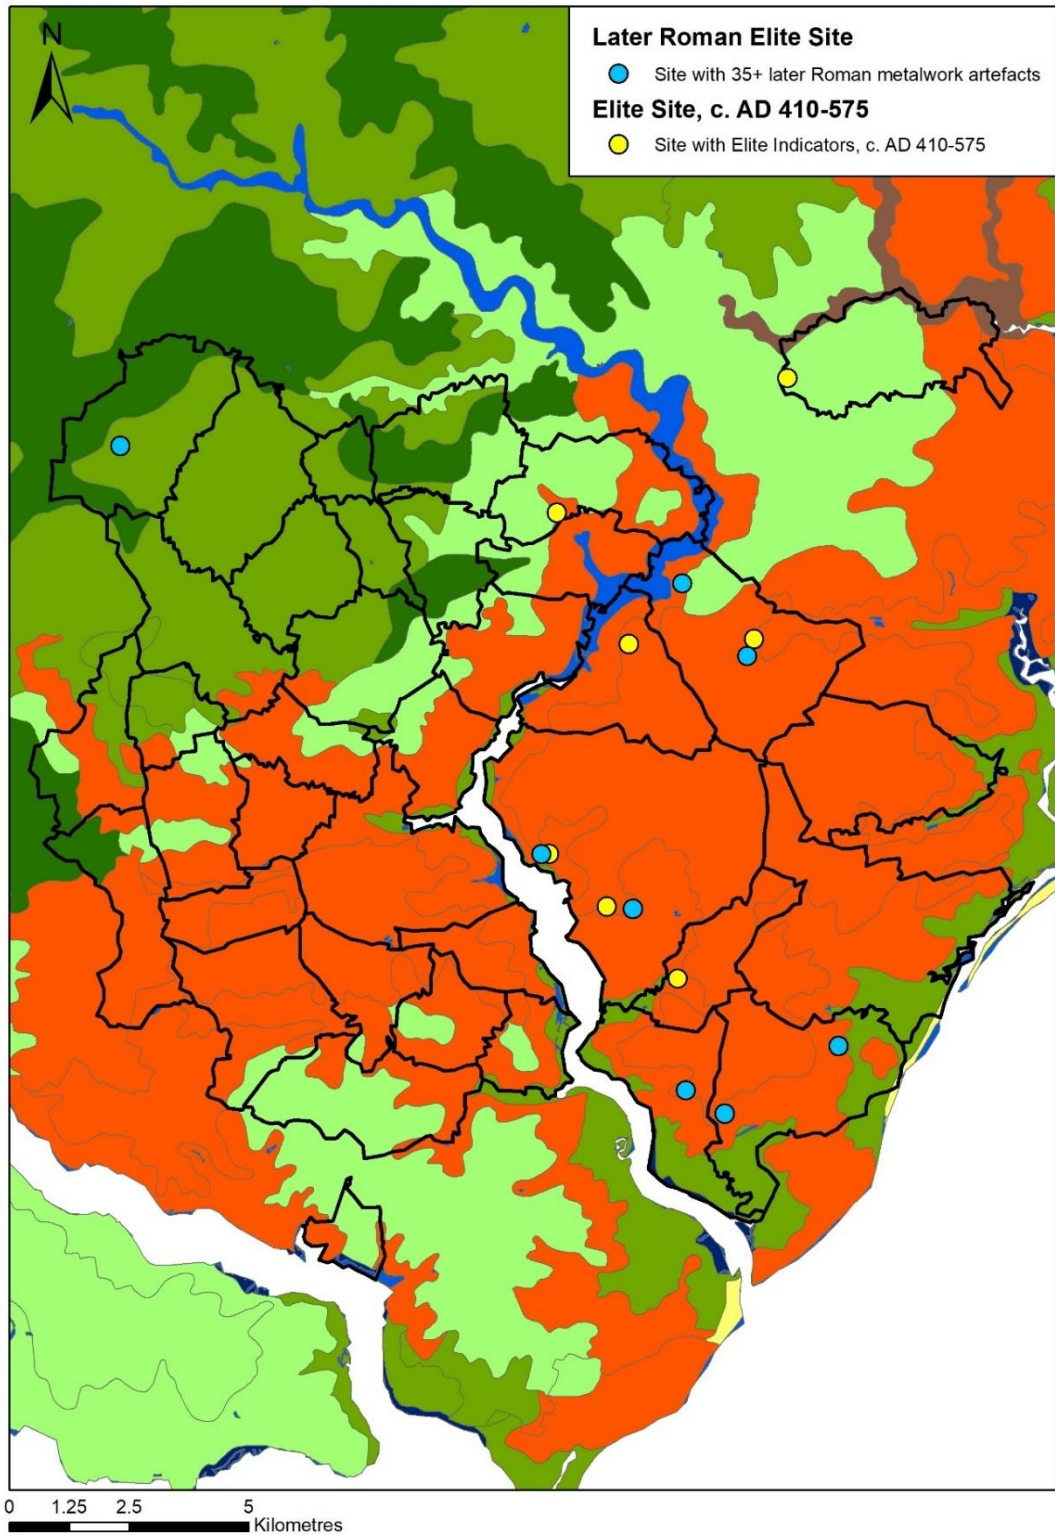 N
Later Roman Elite Site
Site with 35+ later Roman metalwork artefacts
Elite Site, c. AD 410-575
Site with Elite Indicators, c. AD 410-575
0 1.25 2.5 5
Kilometres